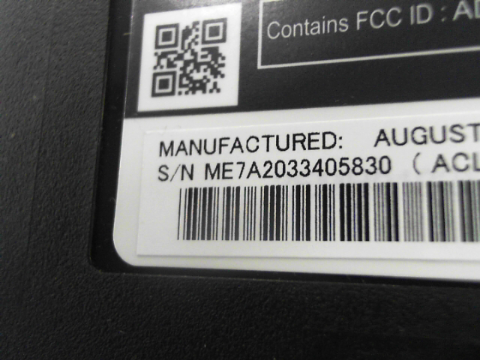 Contains FCC ID : AD
MANUFACTURED: AUGUST
S/N ME7A2033405830 ( ACL